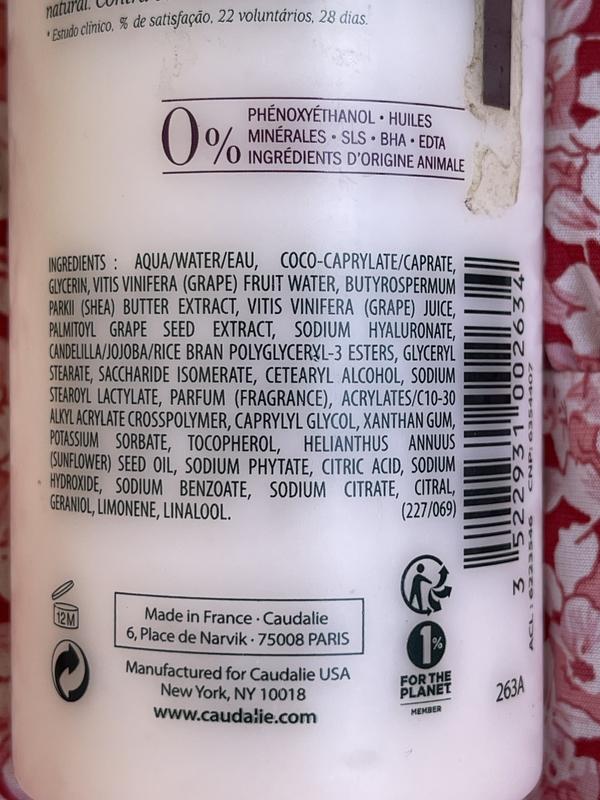 natural. Contra
* Estudo clínico, % de satisfação, 22 voluntários, 28 dias.
0%
PHÉNOXYÉTHANOL • HUILES
MINÉRALES • SLS • BHA • EDTA
INGRÉDIENTS D'ORIGINE ANIMALE
INGREDIENTS : AQUA/WATER/EAU, COCO-CAPRYLATE/CAPRATE,
GLYCERIN, VITIS VINIFERA (GRAPE) FRUIT WATER, BUTYROSPERMUM
PARKII (SHEA) BUTTER EXTRACT, VITIS VINIFERA (GRAPE) JUICE,
PALMITOYL GRAPE SEED EXTRACT, SODIUM HYALURONATE,
CANDELILLA/JOJOBA/RICE BRAN POLYGLYCERYL-3 ESTERS, GLYCERYL
STEARATE, SACCHARIDE ISOMERATE, CETEARYL ALCOHOL, SODIUM
STEAROYL LACTYLATE, PARFUM (FRAGRANCE), ACRYLATES/C10-30
ALKYL ACRYLATE CROSSPOLYMER, CAPRYLYL GLYCOL, XANTHAN GUM,
POTASSIUM SORBATE, TOCOPHEROL, HELIANTHUS ANNUUS
(SUNFLOWER) SEED OIL, SODIUM PHYTATE, CITRIC ACID, SODIUM
HYDROXIDE, SODIUM BENZOATE, SODIUM CITRATE, CITRAL,
GERANIOL, LIMONENE, LINALOOL. (227/069)
3 522931 002634
ACL : 6223546 CNP: 6354407
12M
Made in France · Caudalie
6, Place de Narvik · 75008 PARIS
Manufactured for Caudalie USA
New York, NY 10018
www.caudalie.com
1%
FOR THE
PLANET
MEMBER
263A